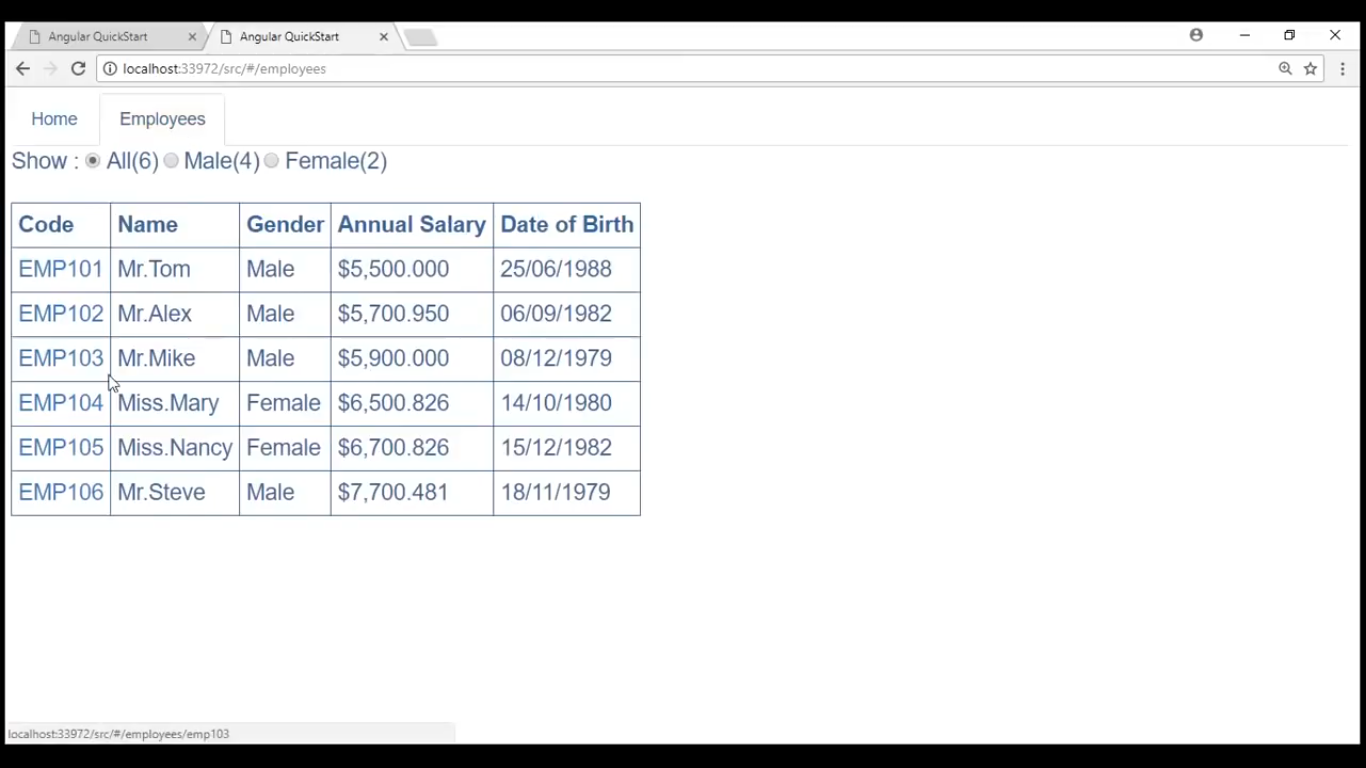 Angular QuickStart Angular QuickStart
localhost:33972/src/#/employees
Home Employees
Show : All(6) Male(4) Female(2)
Code Name Gender Annual Salary Date of Birth
EMP101 Mr.Tom Male $5,500.000 25/06/1988
EMP102 Mr.Alex Male $5,700.950 06/09/1982
EMP103 Mr.Mike Male $5,900.000 08/12/1979
EMP104 Miss.Mary Female $6,500.826 14/10/1980
EMP105 Miss.Nancy Female $6,700.826 15/12/1982
EMP106 Mr.Steve Male $7,700.481 18/11/1979
localhost:33972/src/#/employees/emp103